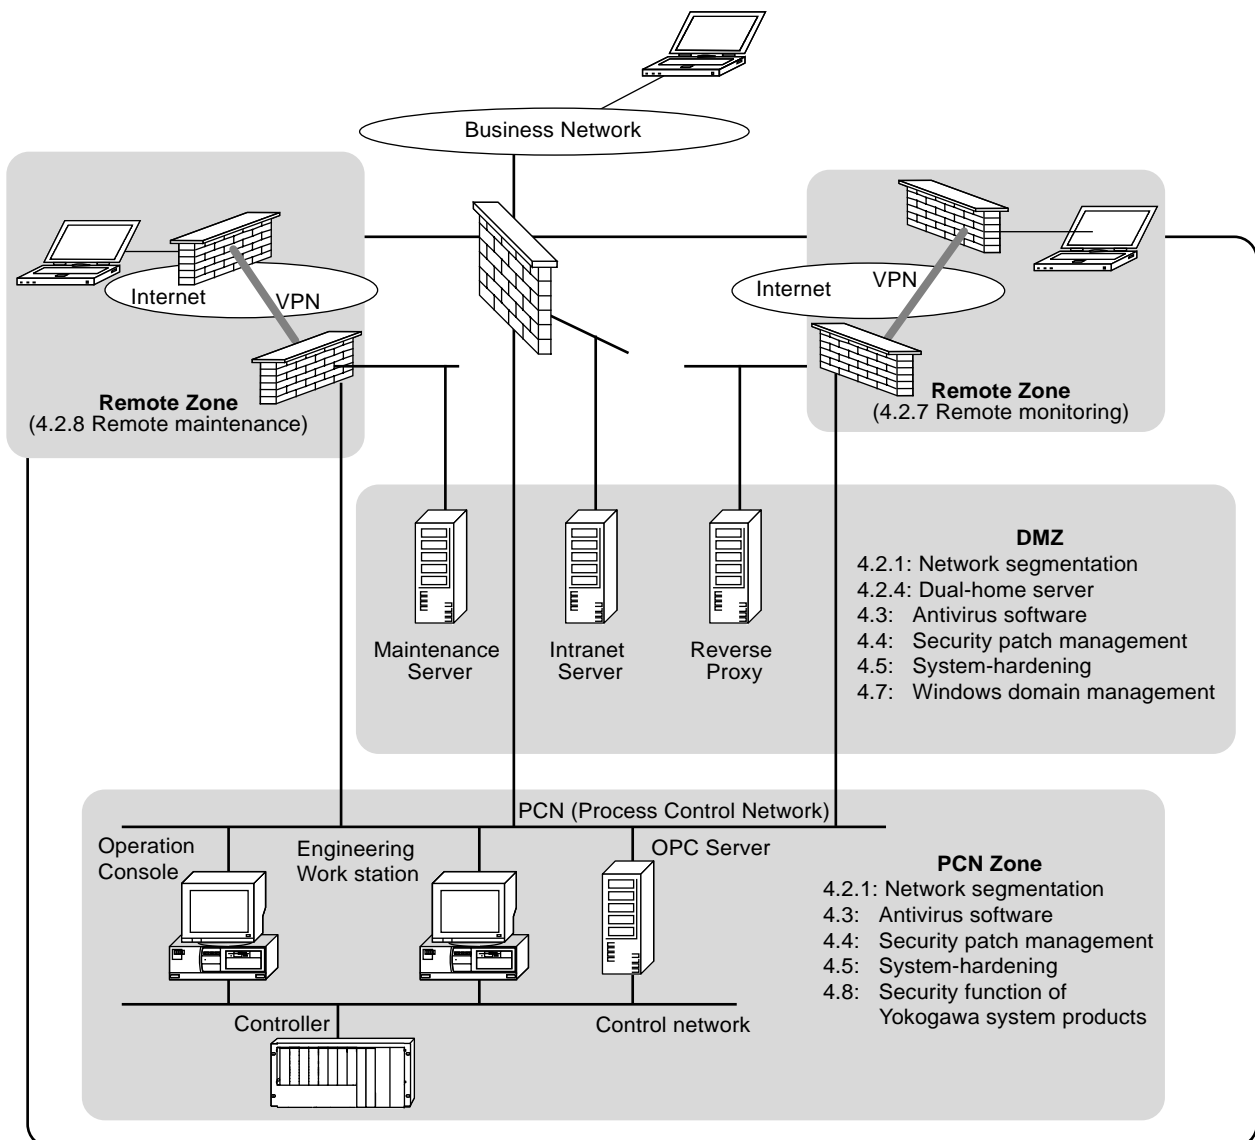 Business Network
Internet
VPN
Remote Zone
(4.2.8 Remote maintenance)
Internet
VPN
Remote Zone
(4.2.7 Remote monitoring)
Maintenance
Server
Intranet
Server
Reverse
Proxy
DMZ
4.2.1: Network segmentation
4.2.4: Dual-home server
4.3: Antivirus software
4.4: Security patch management
4.5: System-hardening
4.7: Windows domain management
PCN (Process Control Network)
Operation
Console
Engineering
Work station
OPC Server
PCN Zone
4.2.1: Network segmentation
4.3: Antivirus software
4.4: Security patch management
4.5: System-hardening
4.8: Security function of
Yokogawa system products
Controller
Control network